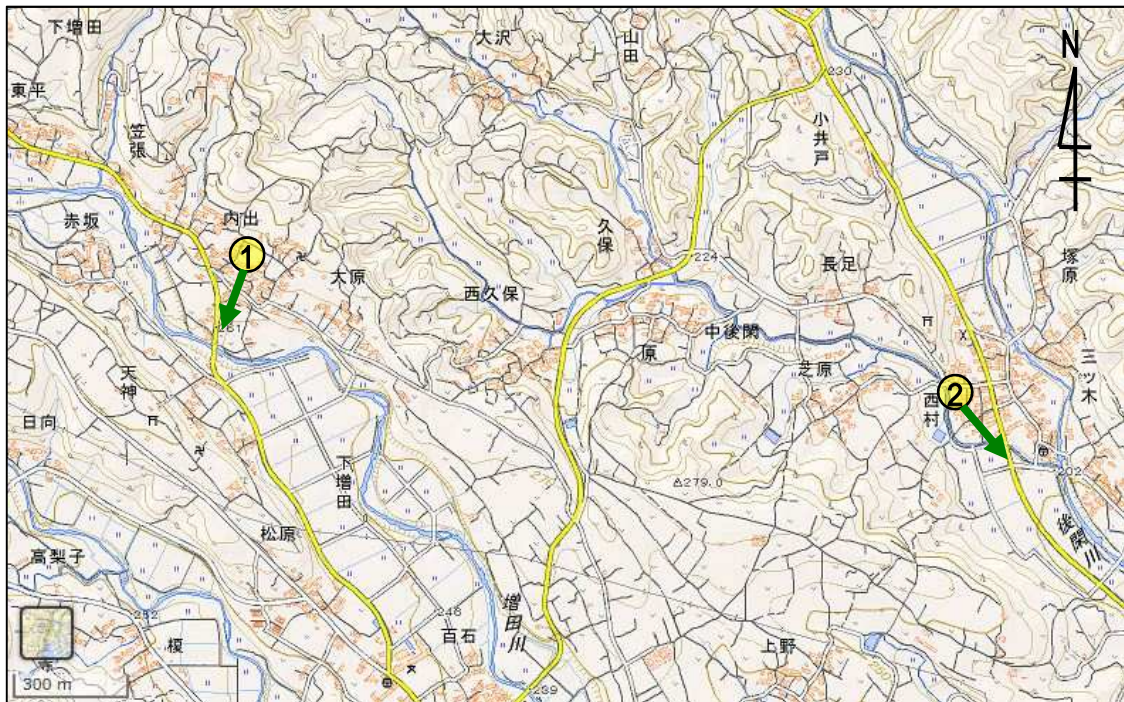 下増田
大沢
山田
N
東平
230
笠張
小井戸
赤坂
内出
①
久保
224
塚原
大原
西久保
長足
261
中後閑
原
芝原
三ツ木
天神
②
西村
日向
下増田
△279.0
202
後閑川
松原
高梨子
252
増田川
248
榎
百石
上野
300 m
239